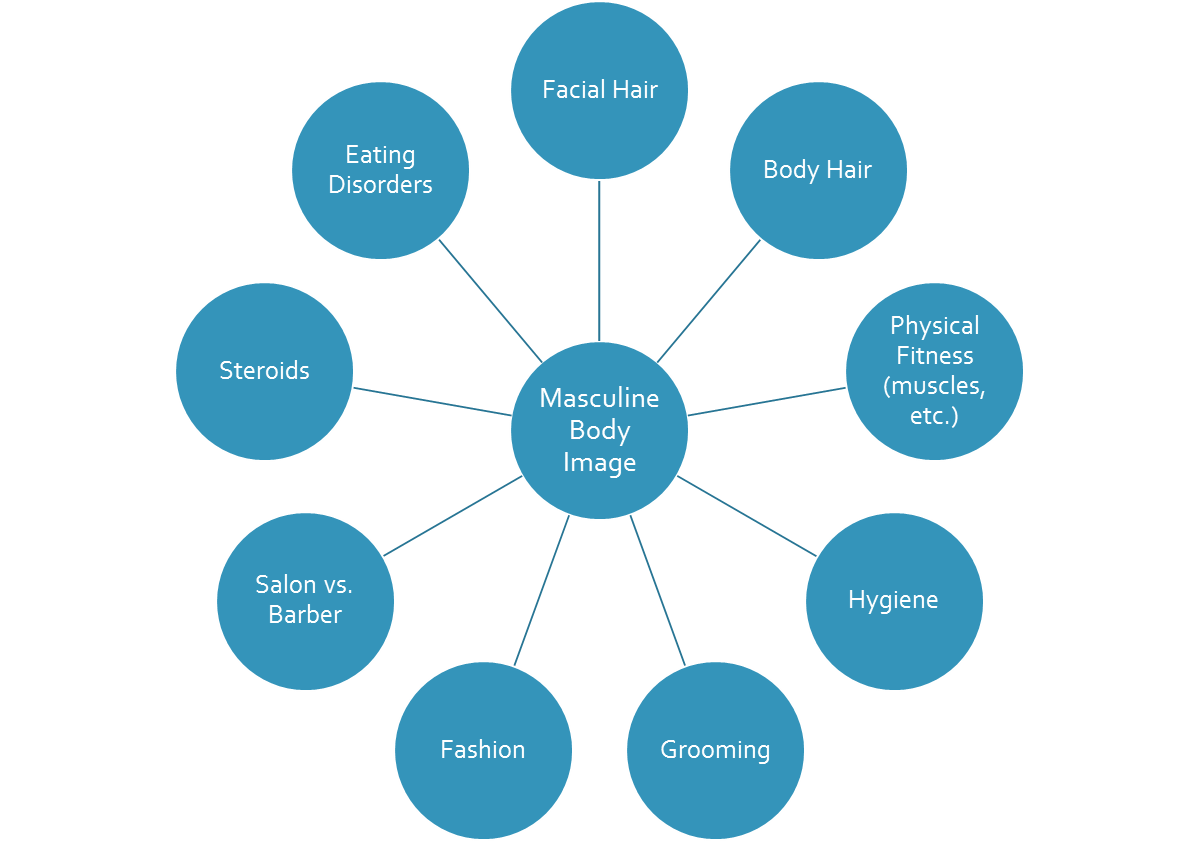 Facial Hair
Body Hair
Physical
Fitness
(muscles,
etc.)
Hygiene
Grooming
Fashion
Salon vs.
Barber
Steroids
Eating
Disorders
Masculine
Body
Image